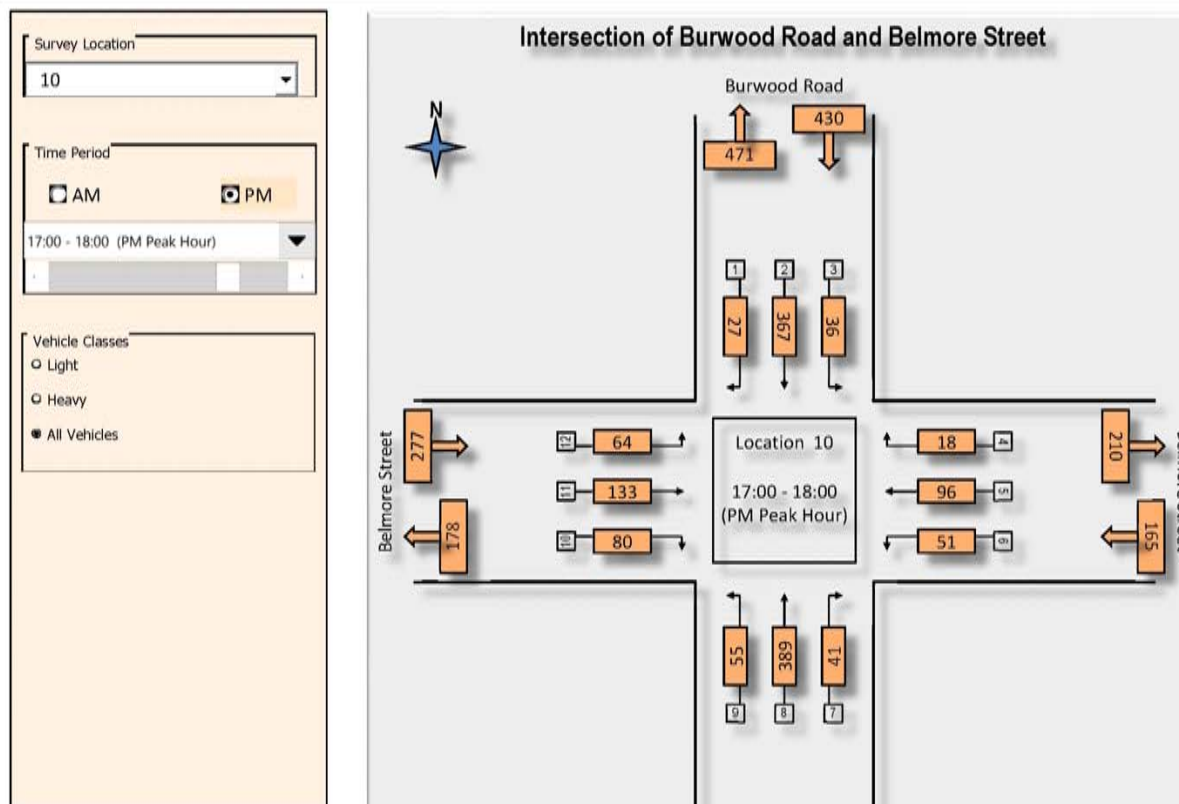 Survey Location
10
Time Period
AM
PM
17:00 - 18:00 (PM Peak Hour)
Vehicle Classes
Light
Heavy
All Vehicles
Intersection of Burwood Road and Belmore Street
Burwood Road
N
471
430
1
2
3
27
367
36
Belmore Street
277
178
12
64
11
133
10
80
Location 10
17:00 - 18:00
(PM Peak Hour)
18
4
96
5
51
6
210
165
55
389
41
9
8
7